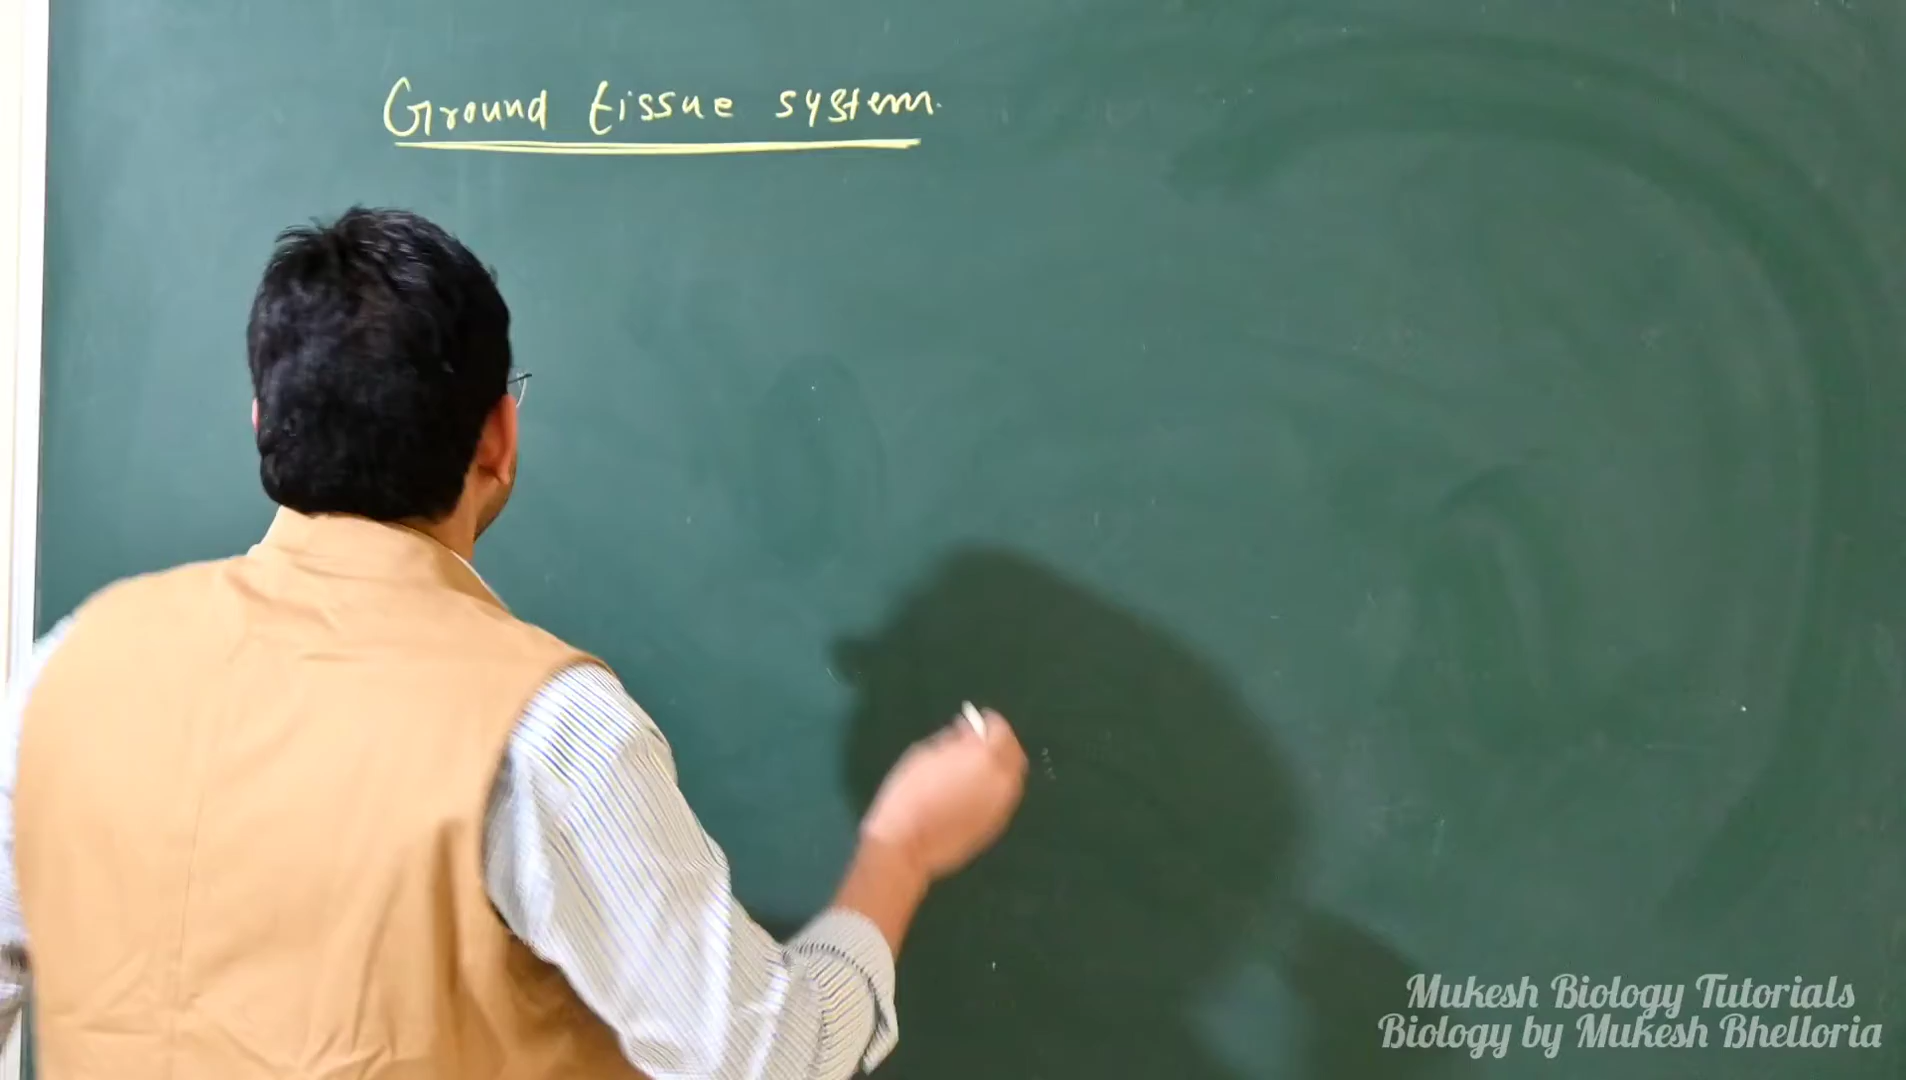 Ground tissue system.
Mukesh Biology Tutorials
Biology by Mukesh Bhelloria